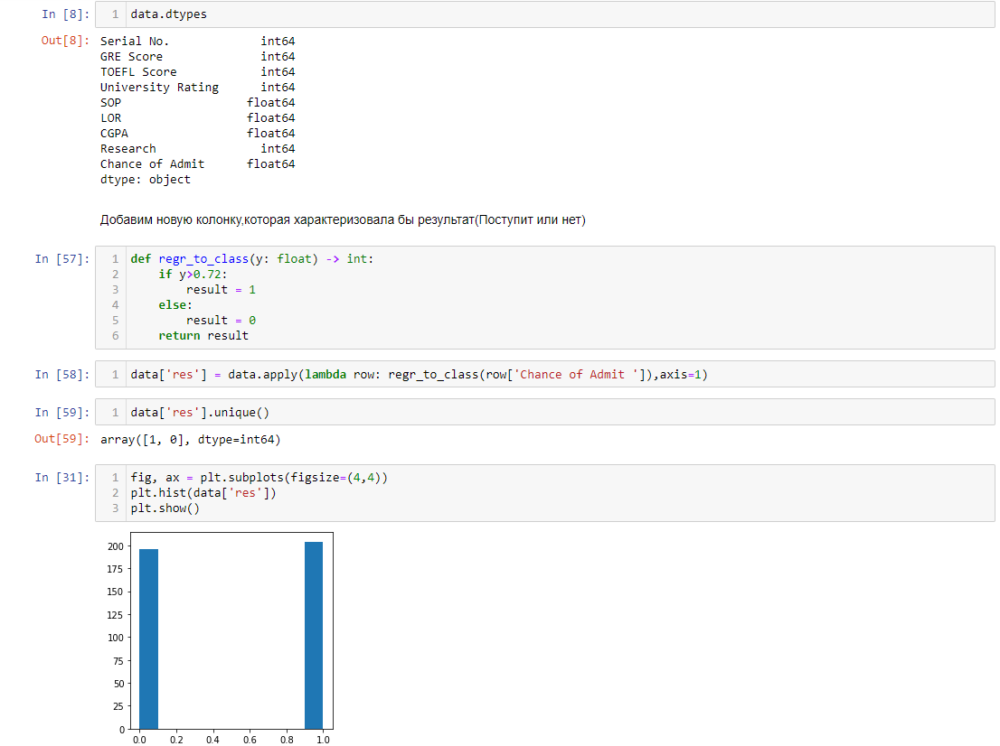 In [8]: 1 data.dtypes
Out[8]: Serial No. int64
GRE Score int64
TOEFL Score int64
University Rating int64
SOP float64
LOR float64
CGPA float64
Research int64
Chance of Admit float64
dtype: object
Добавим новую колонку,которая характеризовала бы результат(Поступит или нет)
In [57]: 1 def regr_to_class(y: float) -> int:
2 if y>0.72:
3 result = 1
4 else:
5 result = 0
6 return result
In [58]: 1 data['res'] = data.apply(lambda row: regr_to_class(row['Chance of Admit ']),axis=1)
In [59]: 1 data['res'].unique()
Out[59]: array([1, 0], dtype=int64)
In [31]: 1 fig, ax = plt.subplots(figsize=(4,4))
2 plt.hist(data['res'])
3 plt.show()
200
175
150
125
100
75
50
25
0
0.0 0.2 0.4 0.6 0.8 1.0